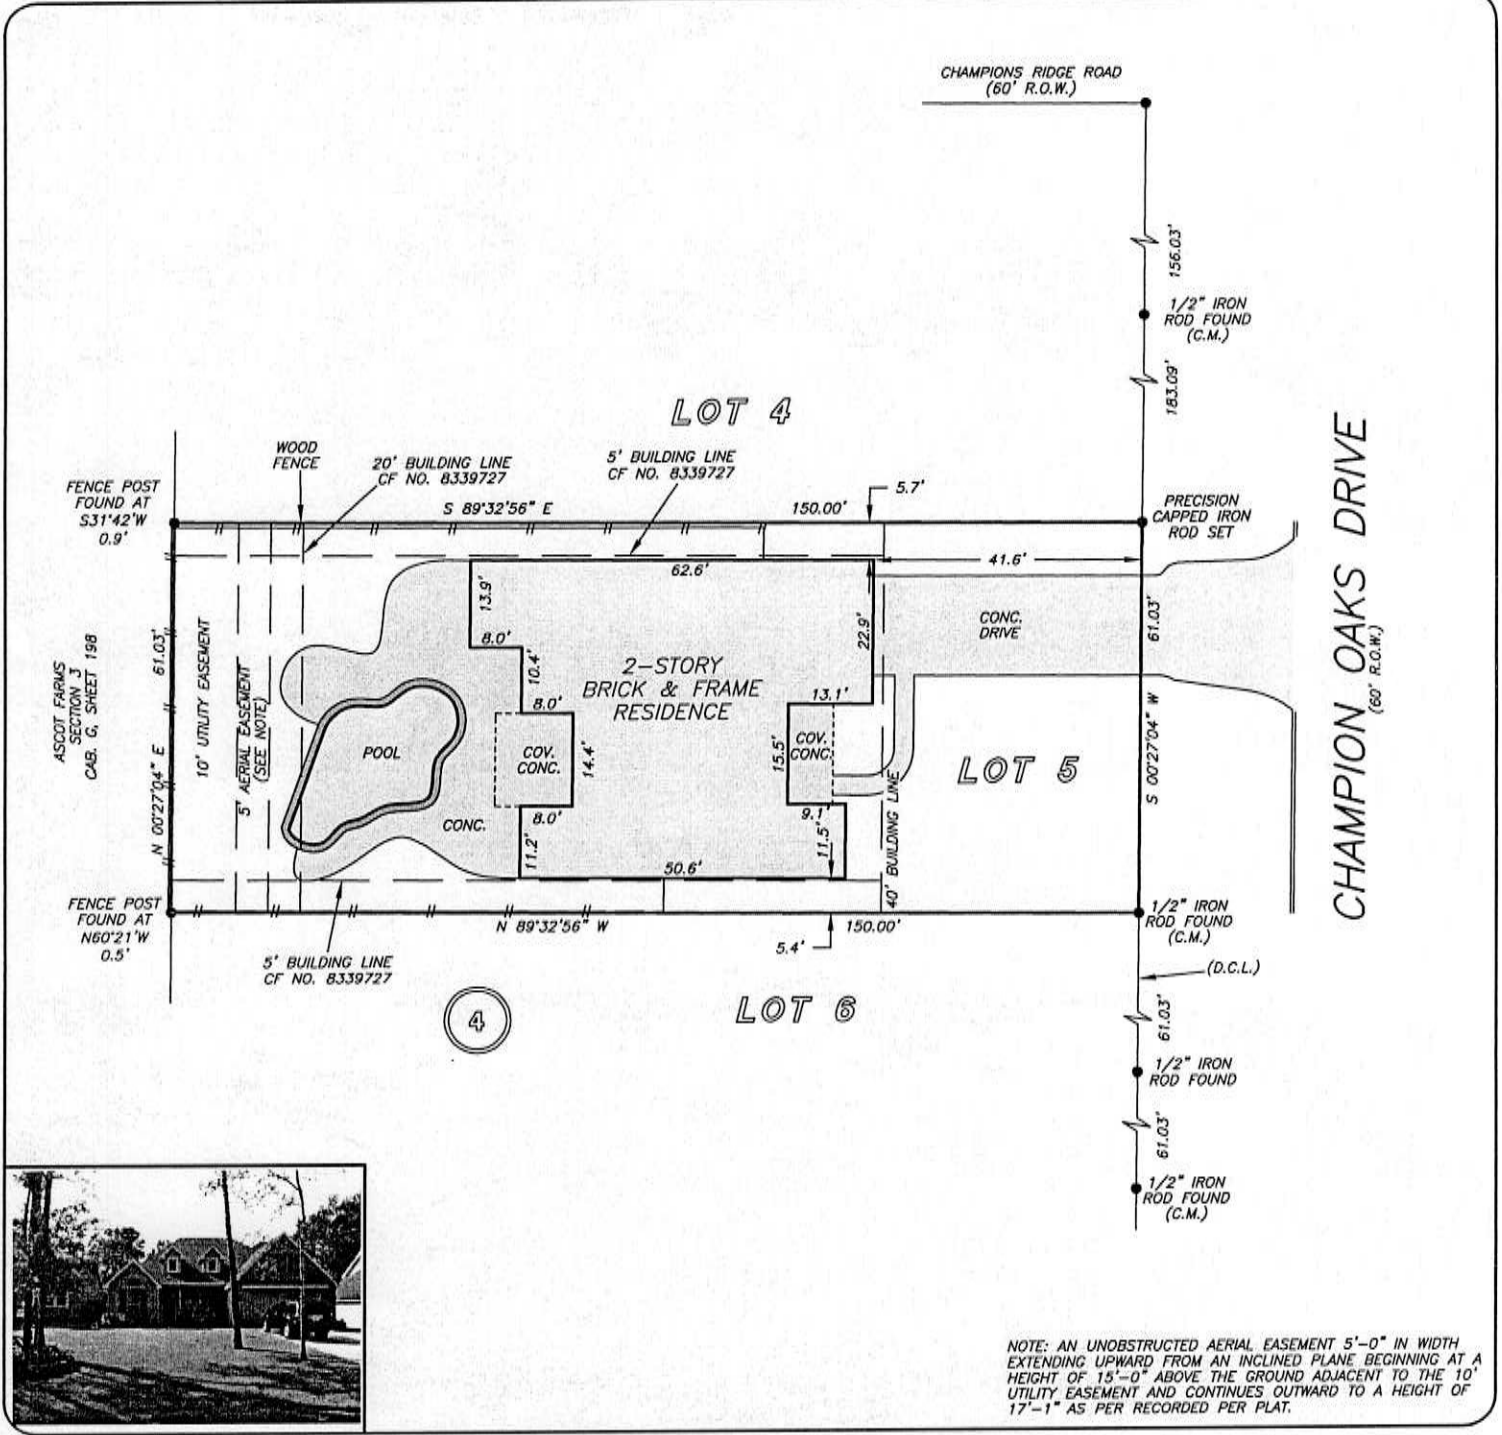 CHAMPIONS RIDGE ROAD
(60' R.O.W.)
156.03'
1/2" IRON
ROD FOUND
(C.M.)
183.09'
LOT 4
WOOD
FENCE
20' BUILDING LINE
CF NO. 8339727
5' BUILDING LINE
CF NO. 8339727
FENCE POST
FOUND AT
S31°42'W
0.9'
S 89°32'56" E
150.00'
5.7'
PRECISION
CAPPED IRON
ROD SET
CHAMPION OAKS DRIVE
(60' R.O.W.)
62.6'
41.6'
13.9'
8.0'
10.4'
8.0'
22.9'
CONC.
DRIVE
61.03'
S 00°27'04" W
2-STORY
BRICK & FRAME
RESIDENCE
13.1'
ASCOT FARMS
SECTION 3
CAB. G, SHEET 198
N 00°27'04" E
61.03'
10' UTILITY EASEMENT
5' AERIAL EASEMENT
(SEE NOTE)
POOL
COV.
CONC.
14.4'
15.5'
COV.
CONC.
LOT 5
CONC.
8.0'
11.2'
9.1'
11.5'
40' BUILDING LINE
50.6'
FENCE POST
FOUND AT
N60°21'W
0.5'
N 89°32'56" W
150.00'
5.4'
1/2" IRON
ROD FOUND
(C.M.)
5' BUILDING LINE
CF NO. 8339727
(D.C.L.)
4
LOT 6
61.03'
1/2" IRON
ROD FOUND
61.03'
1/2" IRON
ROD FOUND
(C.M.)
NOTE: AN UNOBSTRUCTED AERIAL EASEMENT 5'-0" IN WIDTH
EXTENDING UPWARD FROM AN INCLINED PLANE BEGINNING AT A
HEIGHT OF 15'-0" ABOVE THE GROUND ADJACENT TO THE 10'
UTILITY EASEMENT AND CONTINUES OUTWARD TO A HEIGHT OF
17'-1" AS PER RECORDED PER PLAT.